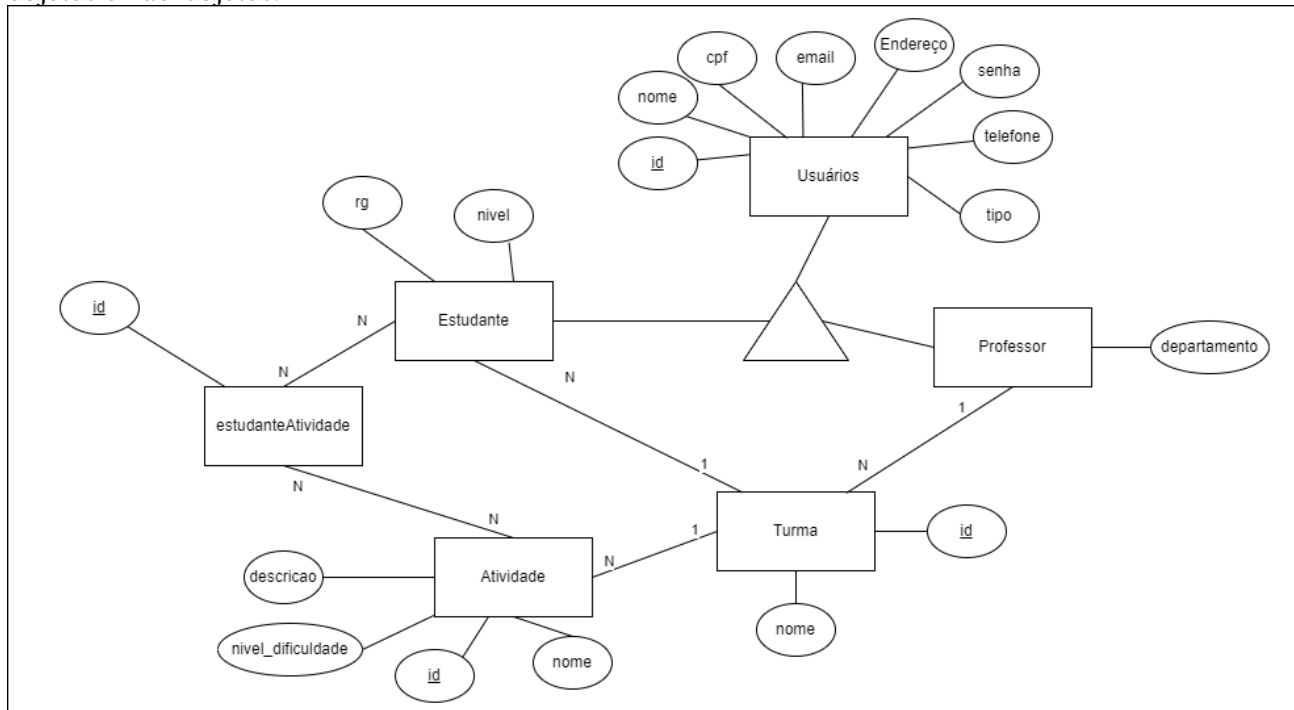 Endereço
cpf
email
senha
nome
telefone
id
Usuários
rg
nivel
tipo
id
Estudante
N
Professor
departamento
N
N
1
estudanteAtividade
N
1
N
N
1
Turma
id
N
descricao
Atividade
nome
nivel_dificuldade
id
nome